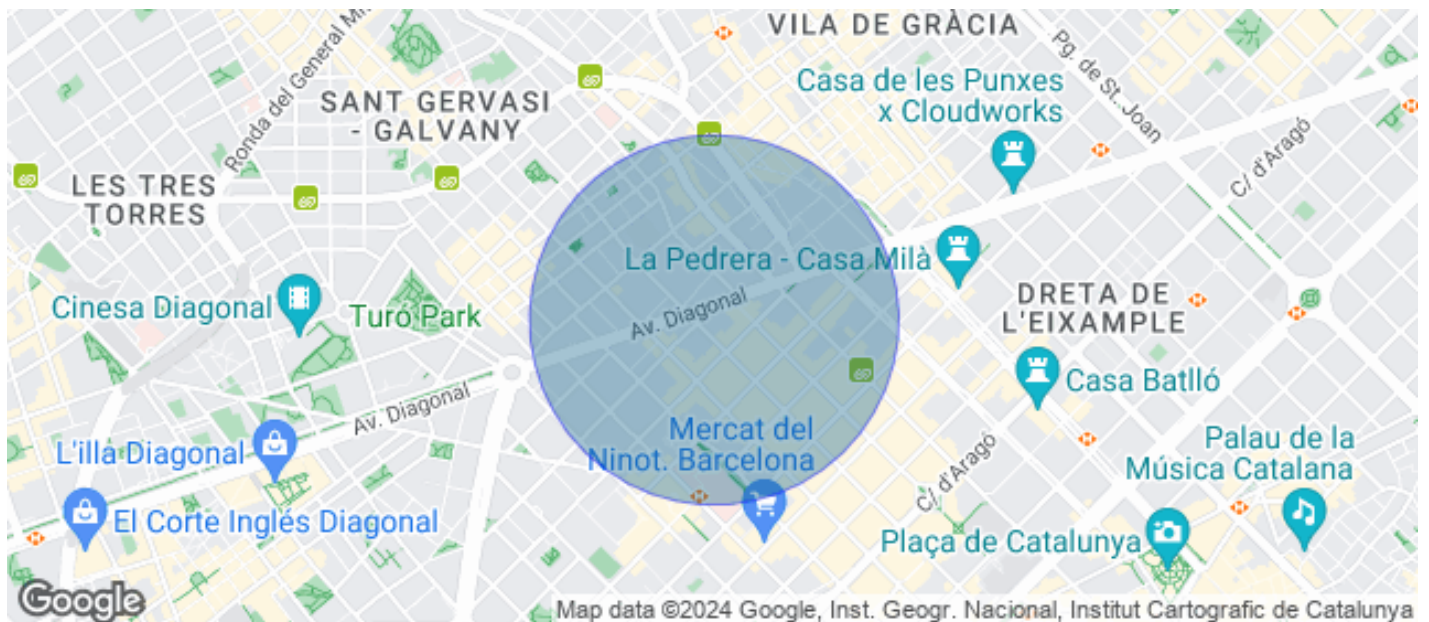 VILA DE GRÀCIA
Ronda del General Mi
Pg. de St. Joan
Casa de les Punxes
x Cloudworks
SANT GERVASI
- GALVANY
C/ d'Aragó
LES TRES
TORRES
La Pedrera - Casa Milà
Cinesa Diagonal
Turó Park
Av. Diagonal
DRETA DE
L'EIXAMPLE
Casa Batlló
Av. Diagonal
Mercat del
Ninot. Barcelona
L'illa Diagonal
C/ d'Aragó
Palau de la
Música Catalana
El Corte Inglés Diagonal
Plaça de Catalunya
Google
Map data ©2024 Google, Inst. Geogr. Nacional, Institut Cartografic de Catalunya